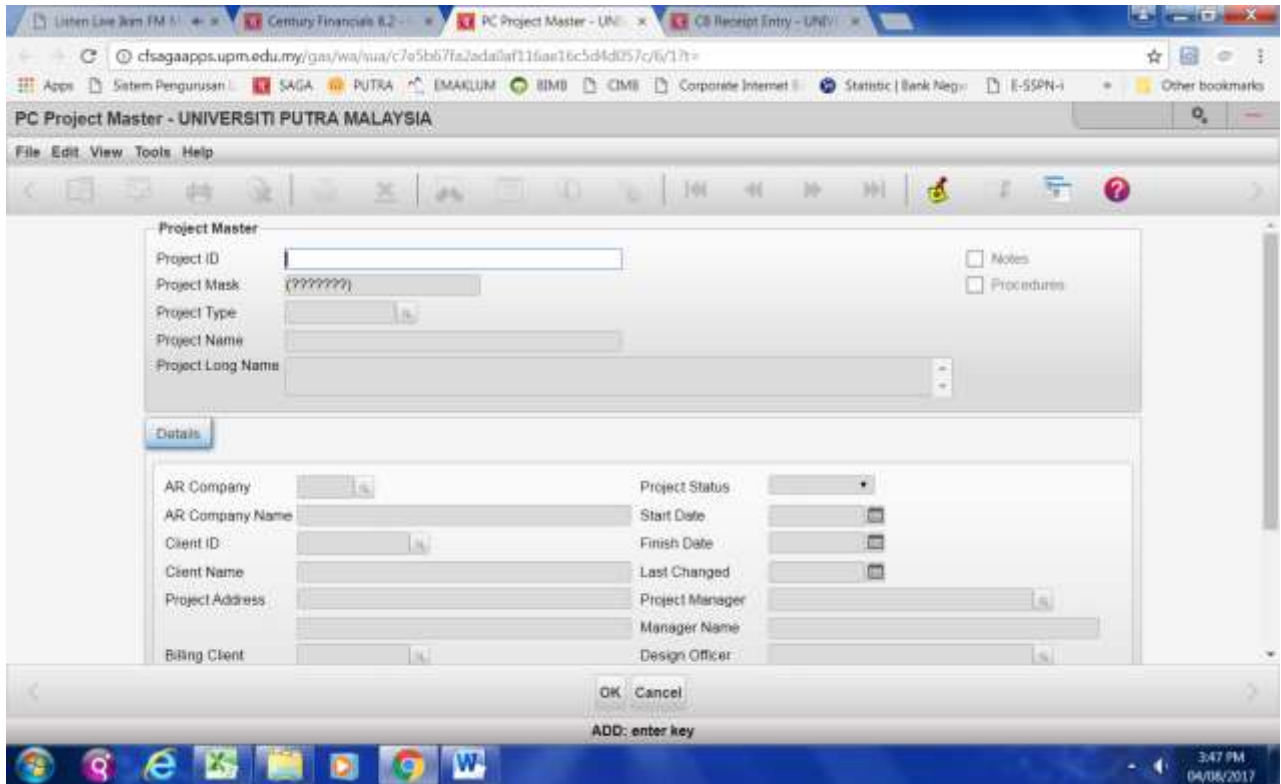 Listen Live Ikim FM
Century Financials 8.2 -
PC Project Master - UNI
CB Receipt Entry - UNIV
cfsagaapps.upm.edu.my/gas/wa/sua/
Apps
Sistem Pengurusan
SAGA
PUTRA
EMAKLUM
BIMB
CIMB
Corporate Internet
Statistic | Bank Neg
E-SSPN-i
Other bookmarks
PC Project Master - UNIVERSITI PUTRA MALAYSIA
File Edit View Tools Help
Project Master
Project ID
Notes
Project Mask (???????)
Procedures
Project Type
Project Name
Project Long Name
Details
AR Company
Project Status
AR Company Name
Start Date
Client ID
Finish Date
Client Name
Last Changed
Project Address
Project Manager
Manager Name
Billing Client
Design Officer
OK Cancel
ADD: enter key
3:47 PM
04/08/2017